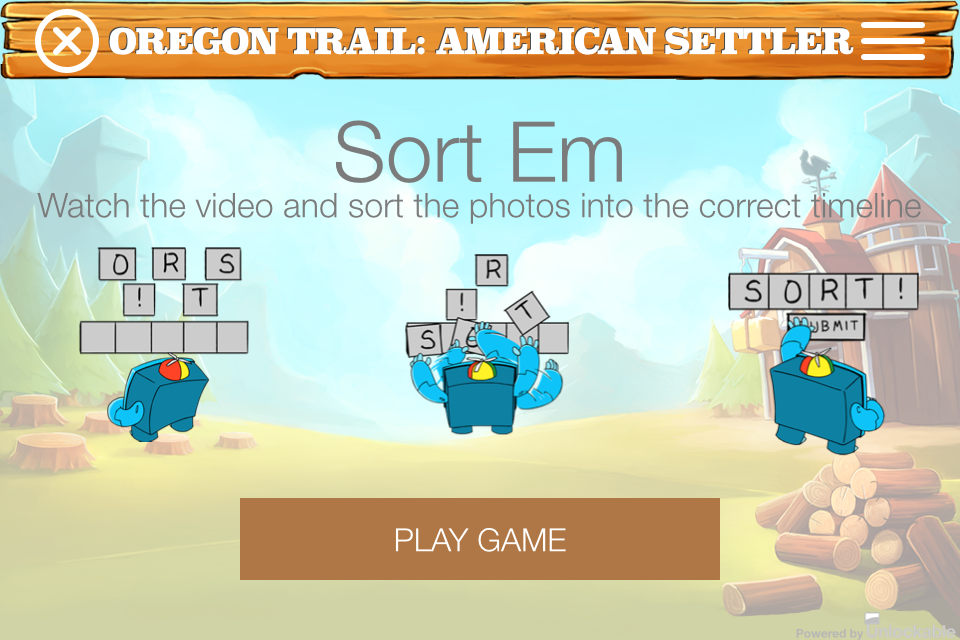 OREGON TRAIL: AMERICAN SETTLER
Sort Em
Watch the video and sort the photos into the correct timeline
O R S
! T
R
!
T
S O
S O R T !
SUBMIT
PLAY GAME
Powered by